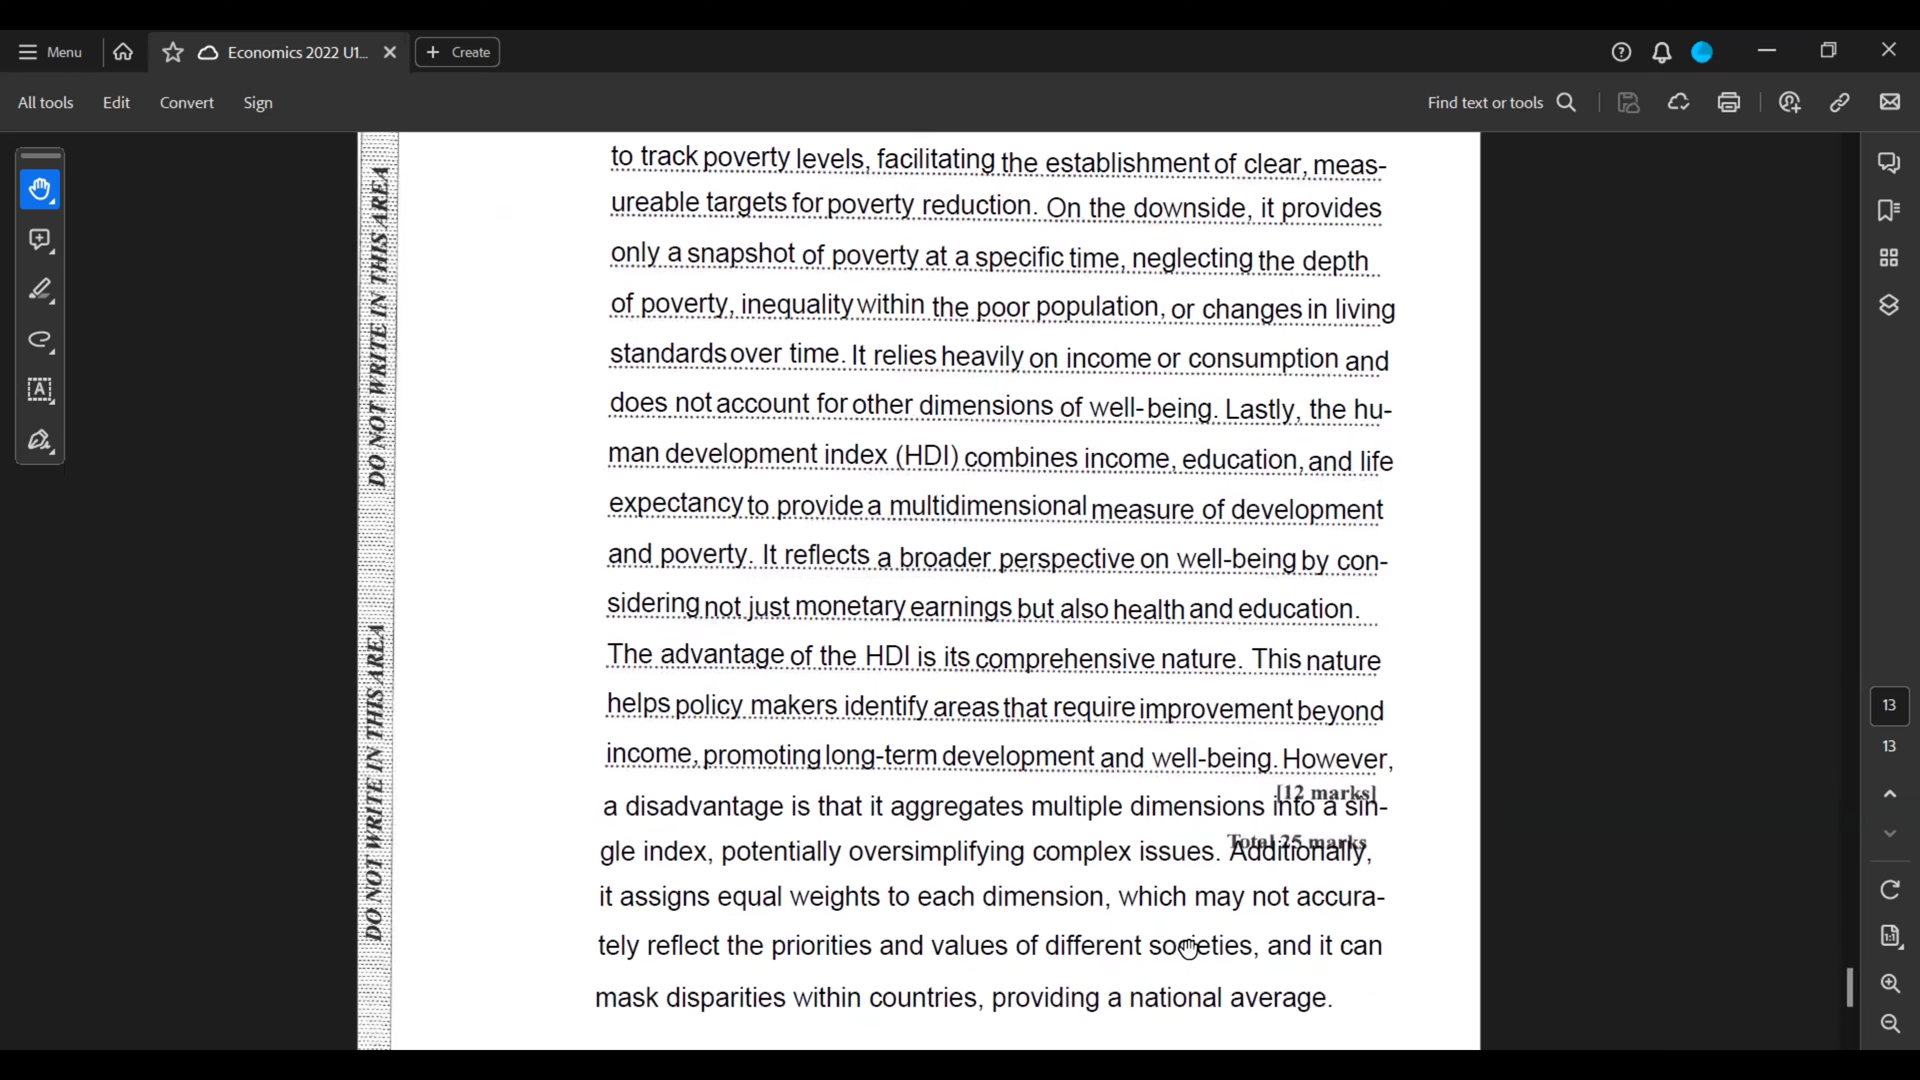 Menu
Economics 2022 U1...
Create
All tools
Edit
Convert
Sign
Find text or tools
DO NOT WRITE IN THIS AREA
DO NOT WRITE IN THIS AREA
to track poverty levels, facilitating the establishment of clear, meas-
ureable targets for poverty reduction. On the downside, it provides
only a snapshot of poverty at a specific time, neglecting the depth
of poverty, inequality within the poor population, or changes in living
standards over time. It relies heavily on income or consumption and
does not account for other dimensions of well-being. Lastly, the hu-
man development index (HDI) combines income, education, and life
expectancy to provide a multidimensional measure of development
and poverty. It reflects a broader perspective on well-being by con-
sidering not just monetary earnings but also health and education.
The advantage of the HDI is its comprehensive nature. This nature
helps policy makers identify areas that require improvement beyond
income, promoting long-term development and well-being. However,
[12 marks]
a disadvantage is that it aggregates multiple dimensions into a sin-
Total 25 marks
gle index, potentially oversimplifying complex issues. Additionally,
it assigns equal weights to each dimension, which may not accura-
tely reflect the priorities and values of different societies, and it can
mask disparities within countries, providing a national average.
13
13